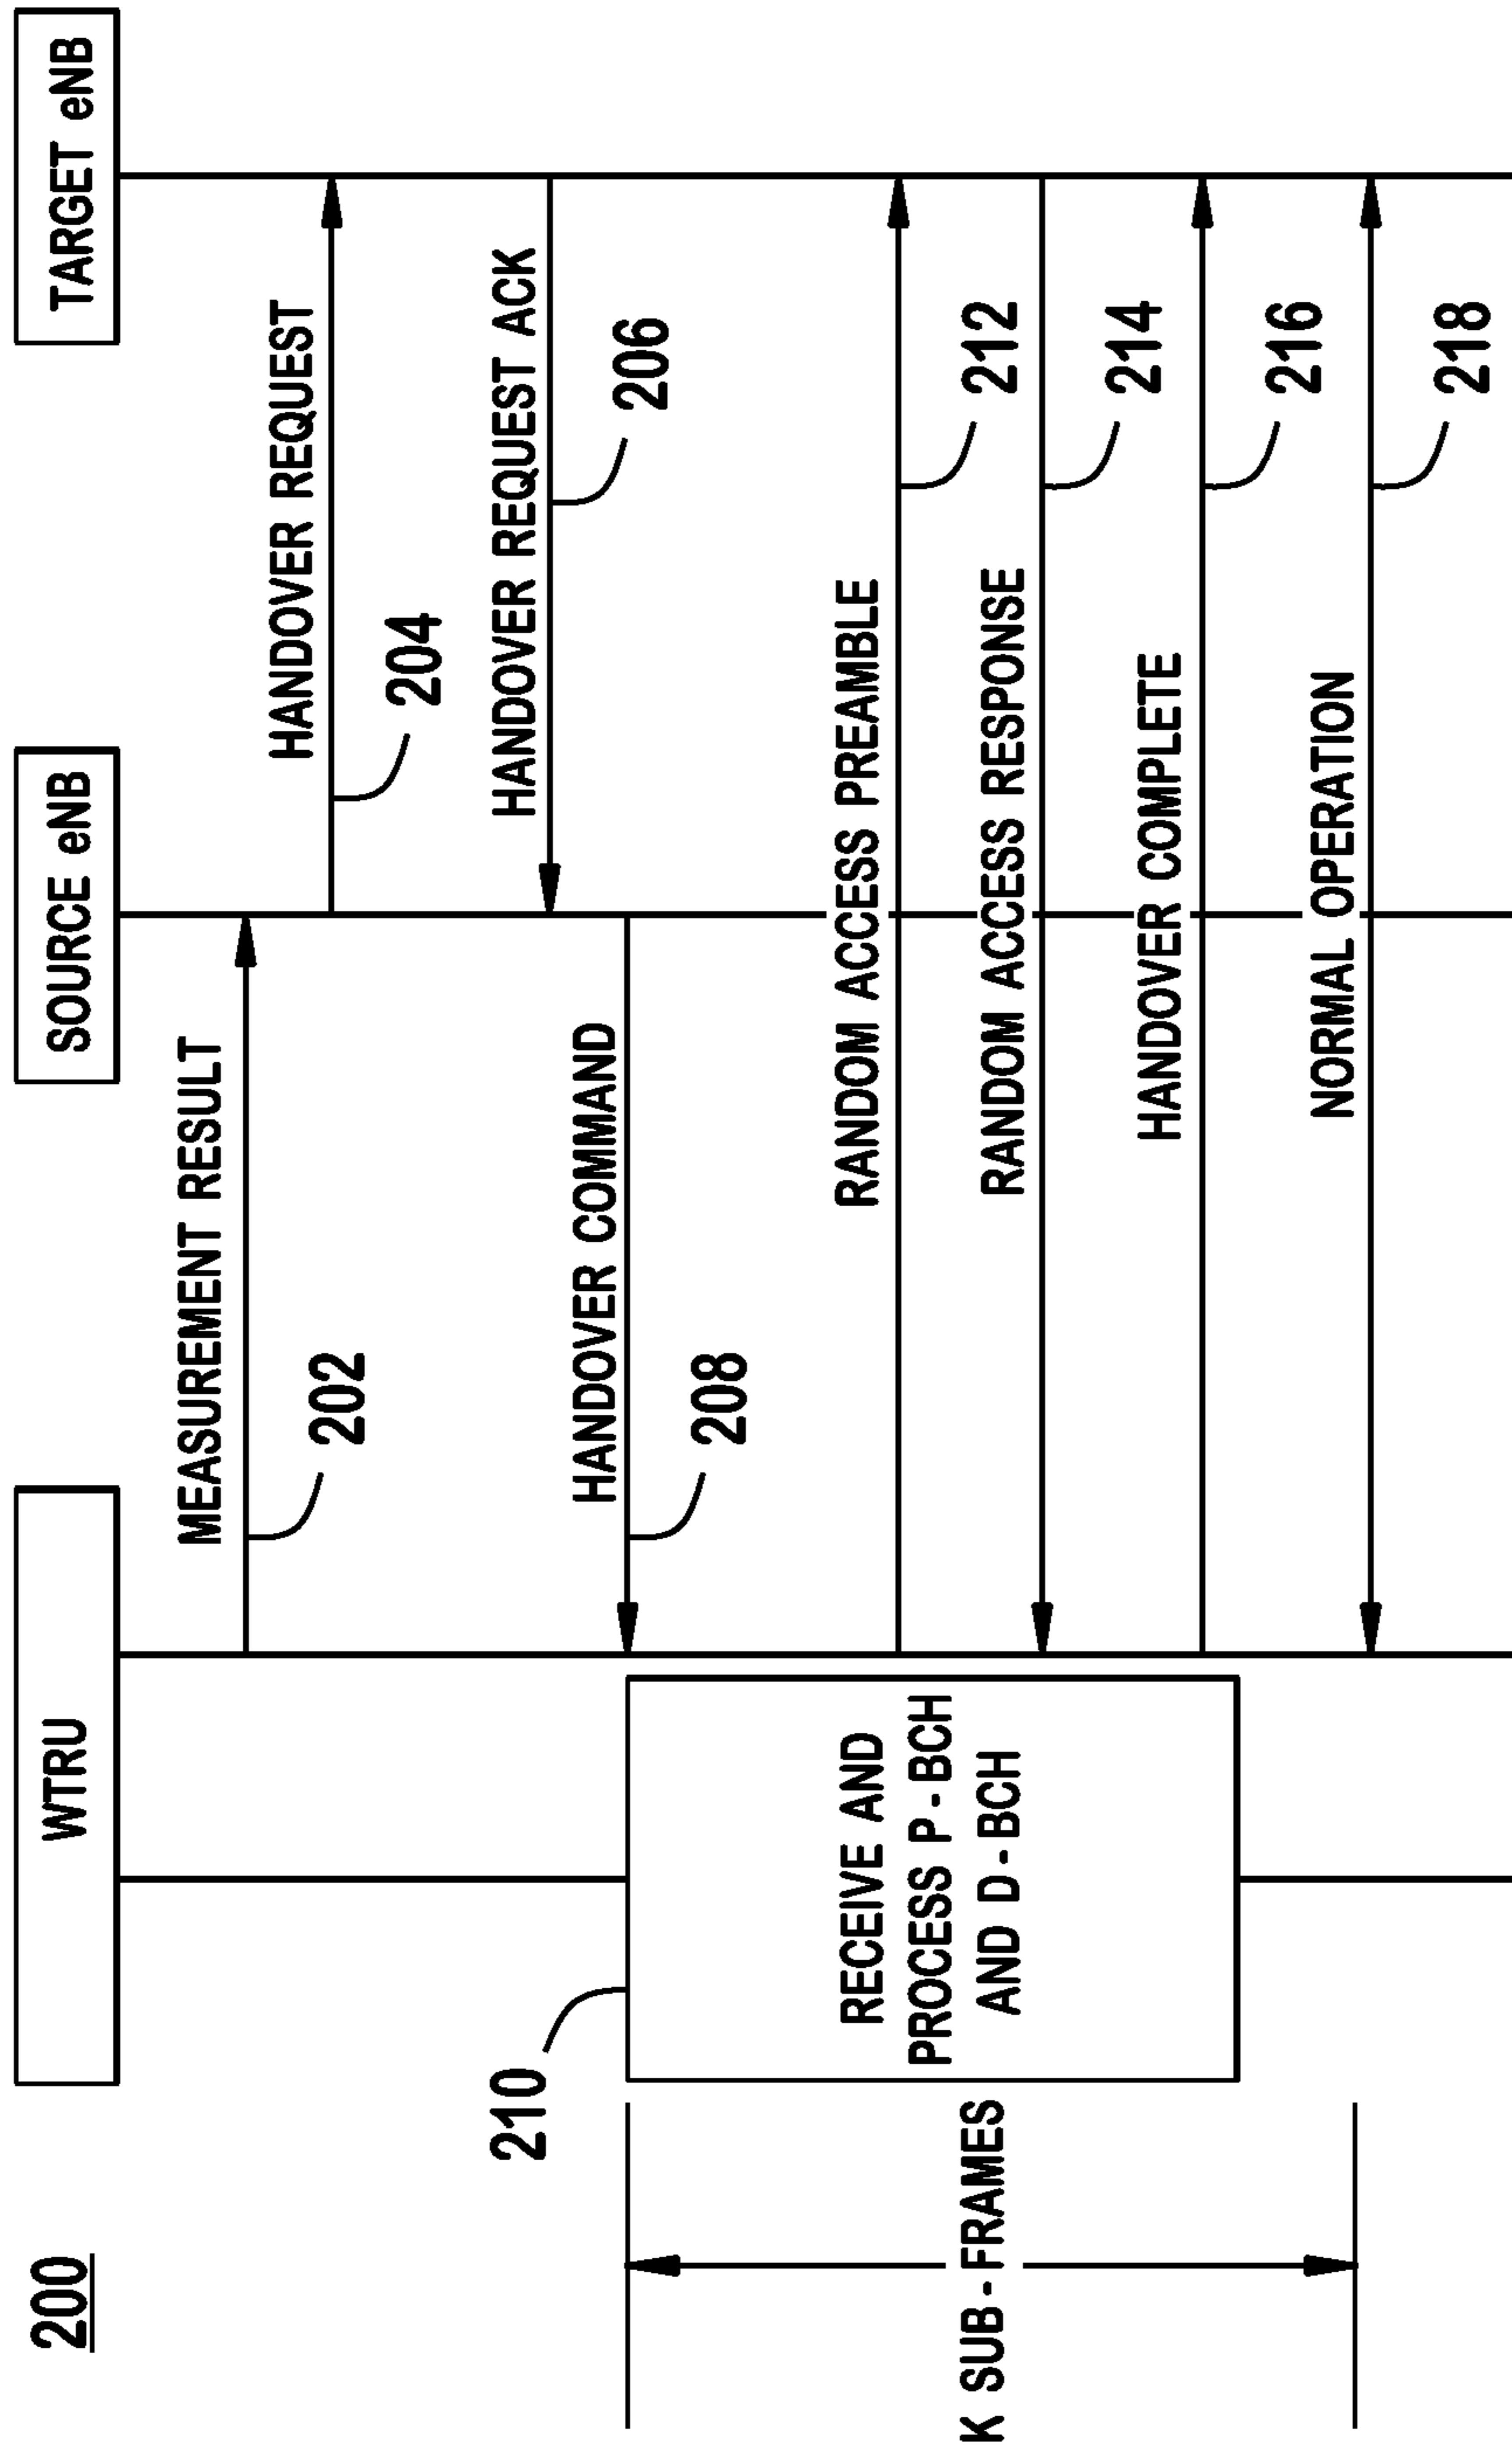 200
WTRU
SOURCE eNB
TARGET eNB
MEASUREMENT RESULT
202
HANDOVER REQUEST
204
HANDOVER REQUEST ACK
206
HANDOVER COMMAND
208
210
RECEIVE AND
PROCESS P-BCH
AND D-BCH
K SUB-FRAMES
RANDOM ACCESS PREAMBLE
212
RANDOM ACCESS RESPONSE
214
HANDOVER COMPLETE
216
NORMAL OPERATION
218